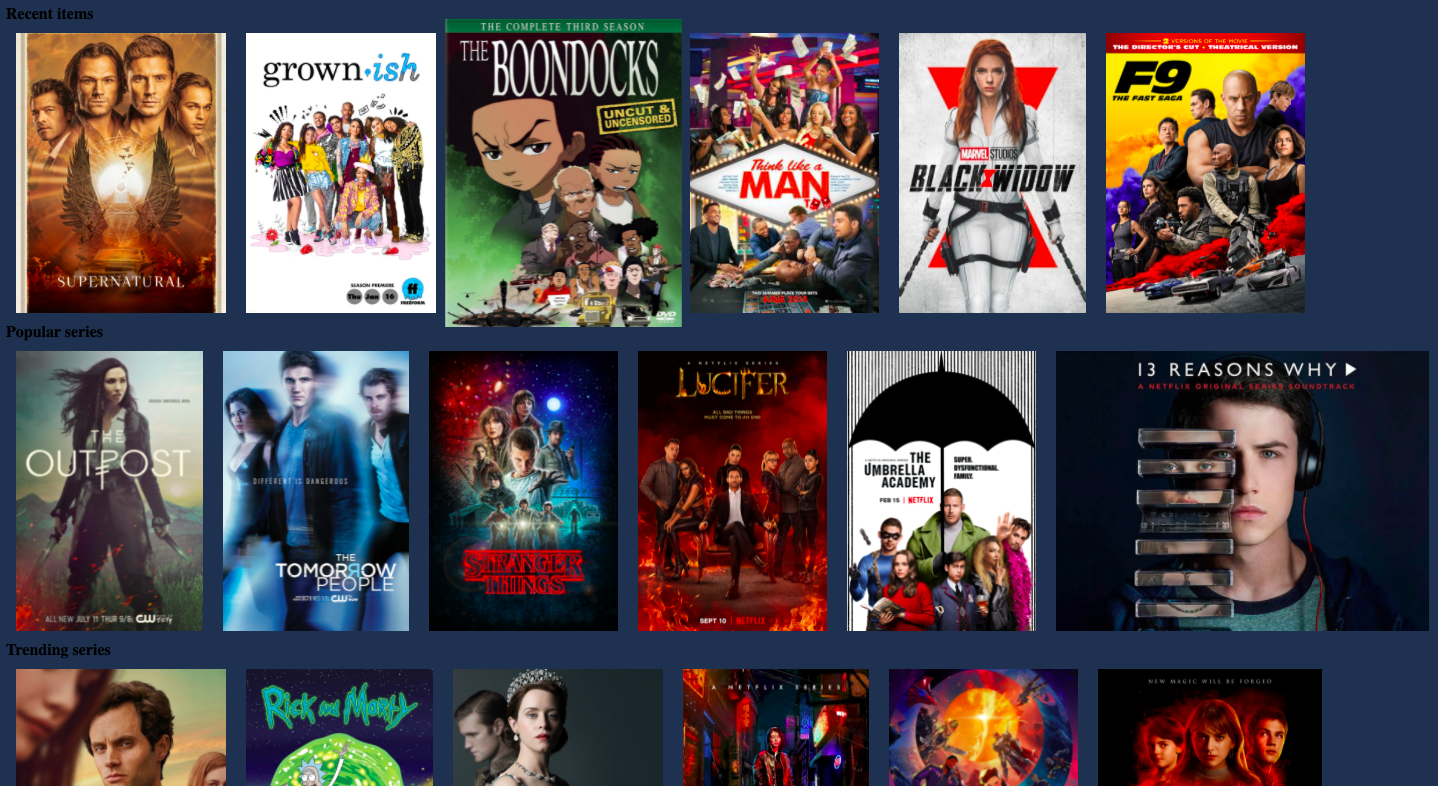 Recent items
THE COMPLETE THIRD SEASON
THE
BOONDOCKS
UNCUT &
UNCENSORED
DVD
SUPERNATURAL
grown·ish
SEASON PREMIERE
Thu Jan 16
ff
FREEFORM
Think like a
MAN
TOO
JUNE 2014
MARVEL STUDIOS
BLACK WIDOW
2 VERSIONS OF THE MOVIE
THE DIRECTOR'S CUT + THEATRICAL VERSION
F9
THE FAST SAGA
Popular series
THE
OUTPOST
ALL NEW JULY 11 THUR 9/8c CW
DIFFERENT IS DANGEROUS
THE
TOMORROW
PEOPLE
CW
STRANGER
THINGS
A NETFLIX SERIES
LUCIFER
ALL BAD THINGS
MUST COME TO AN END
SEPT 10 | NETFLIX
THE
UMBRELLA
ACADEMY
FEB 15 | NETFLIX
SUPER.
DYSFUNCTIONAL.
FAMILY.
13 REASONS WHY
A NETFLIX ORIGINAL SERIES SOUNDTRACK
Trending series
Rick and Morty
A NETFLIX SERIES
NEW MAGIC WILL BE FORGED